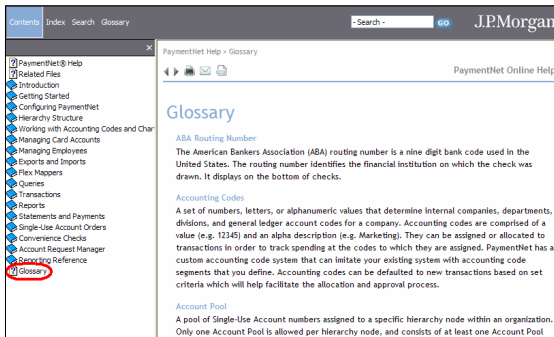 Contents Index Search Glossary
- Search -
GO
J.P.Morgan
×
PaymentNet® Help
Related Files
Introduction
Getting Started
Configuring PaymentNet
Hierarchy Structure
Working with Accounting Codes and Char
Managing Card Accounts
Managing Employees
Exports and Imports
Flex Mappers
Queries
Transactions
Reports
Statements and Payments
Single-Use Account Orders
Convenience Checks
Account Request Manager
Reporting Reference
Glossary
PaymentNet Help > Glossary
PaymentNet Online Help
Glossary
ABA Routing Number
The American Bankers Association (ABA) routing number is a nine digit bank code used in the
United States. The routing number identifies the financial institution on which the check was
drawn. It displays on the bottom of checks.
Accounting Codes
A set of numbers, letters, or alphanumeric values that determine internal companies, departments,
divisions, and general ledger account codes for a company. Accounting codes are comprised of a
value (e.g. 12345) and an alpha description (e.g. Marketing). They can be assigned or allocated to
transactions in order to track spending at the codes to which they are assigned. PaymentNet has a
custom accounting code system that can imitate your existing system with accounting code
segments that you define. Accounting codes can be defaulted to new transactions based on set
criteria which will help facilitate the allocation and approval process.
Account Pool
A pool of Single-Use Account numbers assigned to a specific hierarchy node within an organization.
Only one Account Pool is allowed per hierarchy node, and consists of at least one Account Pool